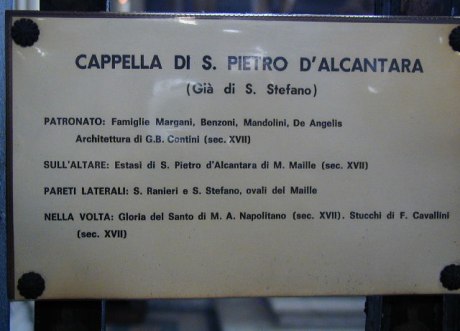 CAPPELLA DI S. PIETRO D'ALCANTARA
(Già di S. Stefano)
PATRONATO: Famiglie Margani, Benzoni, Mandolini, De Angelis
Architettura di G.B. Contini (sec. XVII)
SULL'ALTARE: Estasi di S. Pietro d'Alcantara di M. Maille (sec. XVII)
PARETI LATERALI: S. Ranieri e S. Stefano, ovali del Maille
NELLA VOLTA: Gloria del Santo di M. A. Napolitano (sec. XVII). Stucchi di F. Cavallini
(sec. XVII)